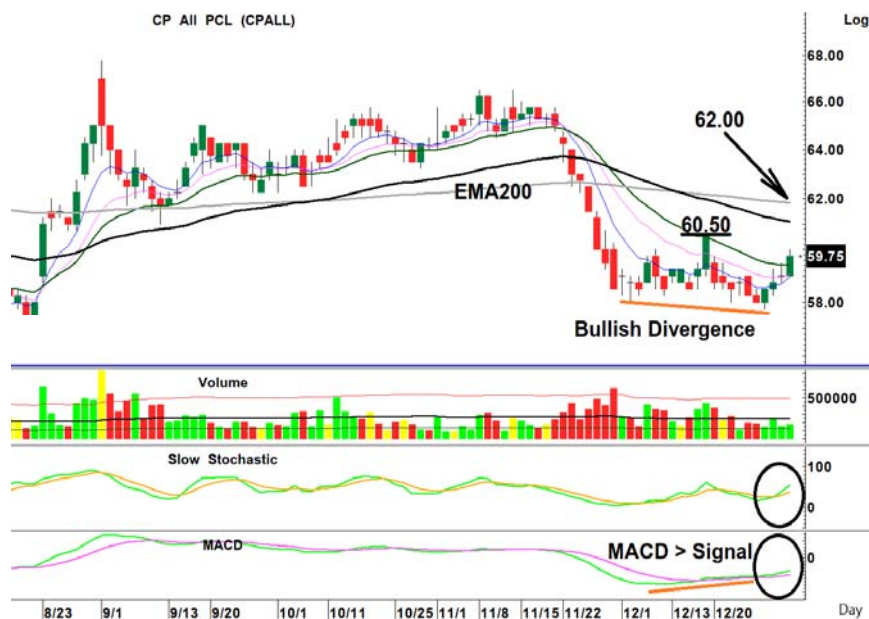 CP All PCL (CPALL)
Log
68.00
66.00
62.00
64.00
EMA200
62.00
60.50
59.75
58.00
Bullish Divergence
Volume
500000
Slow Stochastic
100
0
MACD
MACD > Signal
0
8/23 9/1 9/13 9/20 10/1 10/11 10/25 11/1 11/8 11/15 11/22 12/1 12/13 12/20 Day